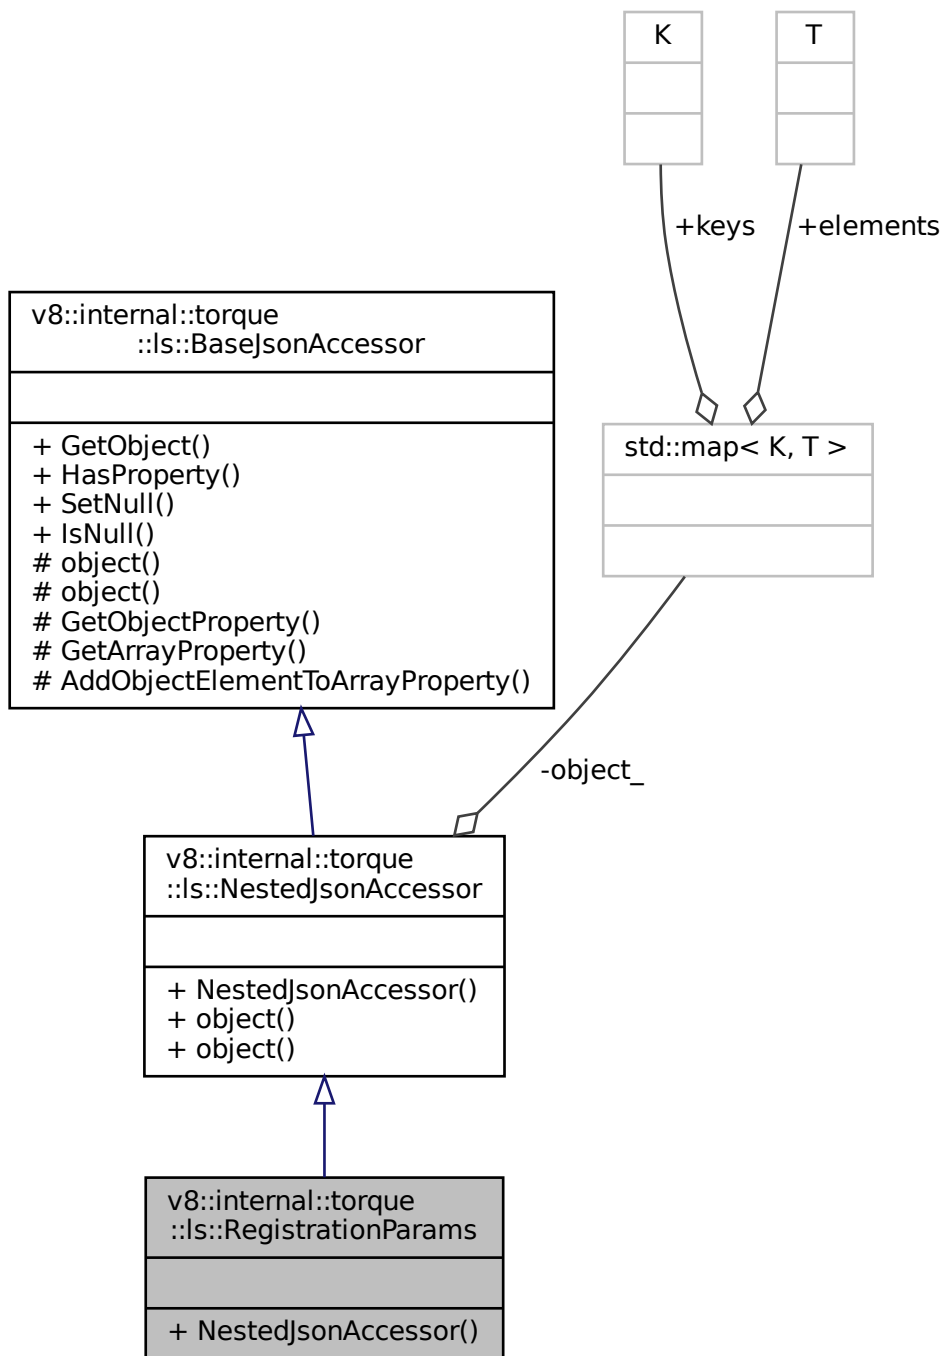 K
T
+keys
+elements
v8::internal::torque
::ls::BaseJsonAccessor
+ GetObject()
+ HasProperty()
+ SetNull()
+ IsNull()
# object()
# object()
# GetObjectProperty()
# GetArrayProperty()
# AddObjectElementToArrayProperty()
std::map< K, T >
-object_
v8::internal::torque
::ls::NestedJsonAccessor
+ NestedJsonAccessor()
+ object()
+ object()
v8::internal::torque
::ls::RegistrationParams
+ NestedJsonAccessor()